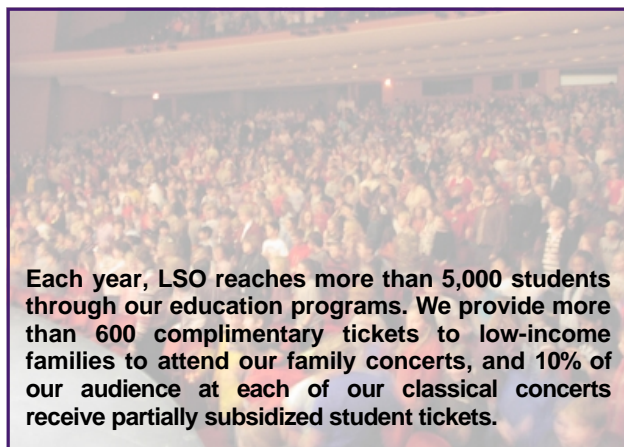 Each year, LSO reaches more than 5,000 students
through our education programs. We provide more
than 600 complimentary tickets to low-income
families to attend our family concerts, and 10% of
our audience at each of our classical concerts
receive partially subsidized student tickets.